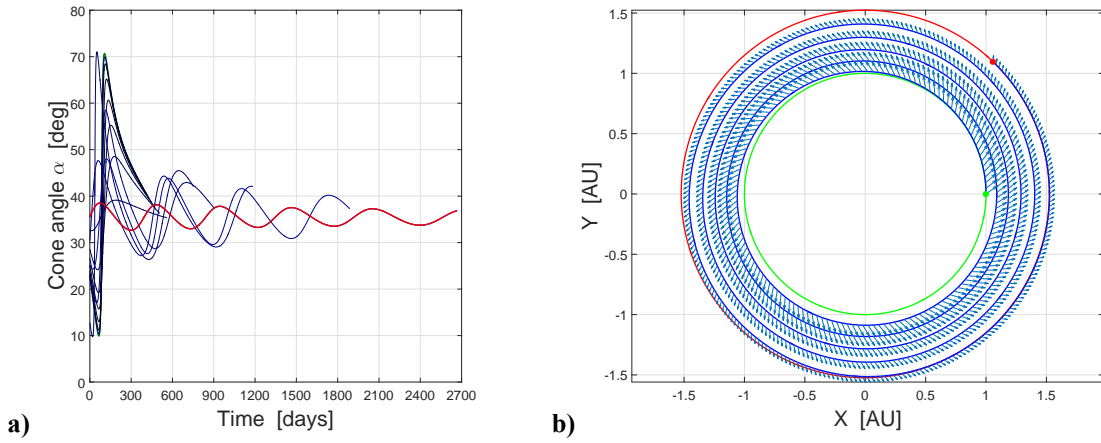 80
70
60
50
40
30
20
10
0
Cone angle α [deg]
0 300 600 900 1200 1500 1800 2100 2400 2700
Time [days]
a)
1.5
1
0.5
0
-0.5
-1
-1.5
Y [AU]
-1.5 -1 -0.5 0 0.5 1 1.5
X [AU]
b)